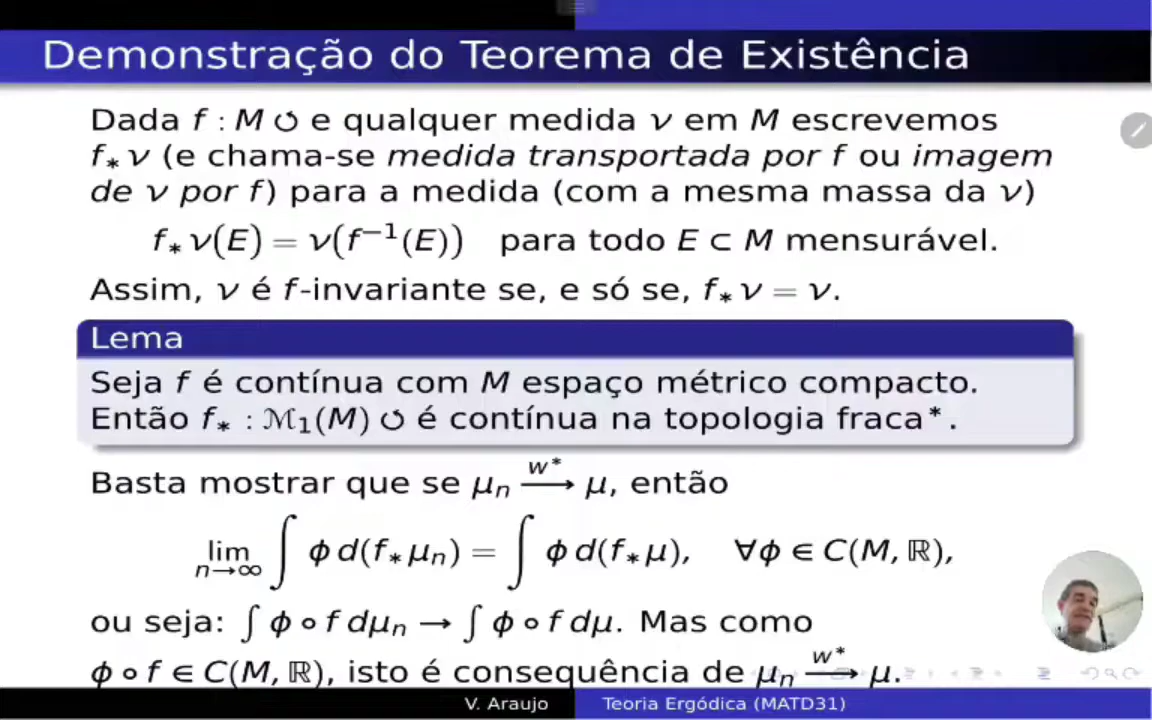 Demonstração do Teorema de Existência
Dada f : M ↺ e qualquer medida ν em M escrevemos
f∗ν (e chama-se medida transportada por f ou imagem
de ν por f) para a medida (com a mesma massa da ν)
f∗ν(E) = ν(f⁻¹(E)) para todo E ⊂ M mensurável.
Assim, ν é f-invariante se, e só se, f∗ν = ν.
Lema
Seja f é contínua com M espaço métrico compacto.
Então f∗ : ℳ₁(M) ↺ é contínua na topologia fraca*.
Basta mostrar que se μₙ —w*→ μ, então
lim n→∞ ∫ ϕ d(f∗μₙ) = ∫ ϕ d(f∗μ), ∀ϕ ∈ C(M, ℝ),
ou seja: ∫ ϕ ∘ f dμₙ → ∫ ϕ ∘ f dμ. Mas como
ϕ ∘ f ∈ C(M, ℝ), isto é consequência de μₙ —w*→ μ.
V. Araujo Teoria Ergódica (MATD31)